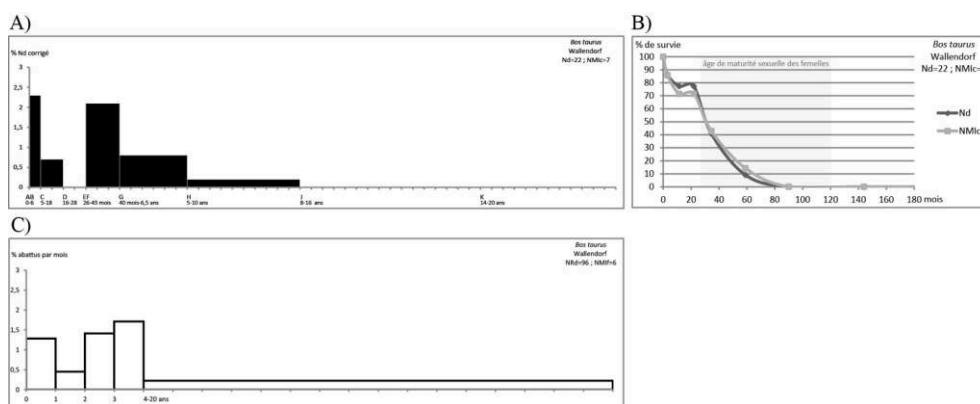 A)
% Nd corrigé
Bos taurus
Wallendorf
Nd=22 ; NMIc=7
3
2,5
2
1,5
1
0,5
0
AB C D EF G H I K
0-6 5-18 16-28 26-49 mois 40 mois-6,5 ans 5-10 ans 8-16 ans 14-20 ans
B)
% de survie
Bos taurus
Wallendorf
Nd=22 ; NMIc=
âge de maturité sexuelle des femelles
100
90
80
70
60
50
40
30
20
10
0
0 20 40 60 80 100 120 140 160 180 mois
Nd
NMIc
C)
% abattus par mois
Bos taurus
Wallendorf
NRd=96 ; NMIf=6
3
2,5
2
1,5
1
0,5
0
0 1 2 3 4-20 ans